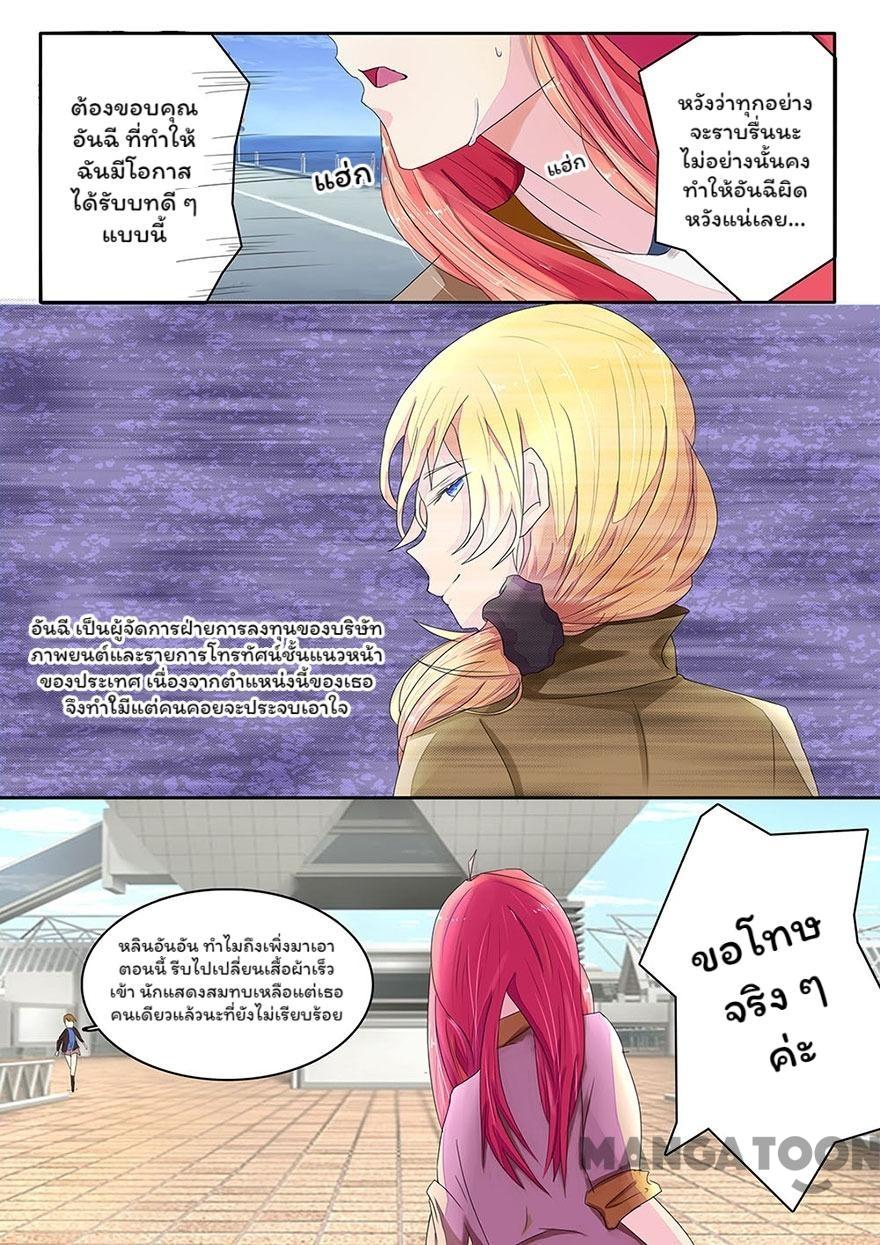 ต้องขอบคุณ
อันฉี ที่ทำให้
ฉันมีโอกาส
ได้รับบทดี ๆ
แบบนี้
แฮ่ก
แฮ่ก
หวังว่าทุกอย่าง
จะราบรื่นนะ
ไม่อย่างนั้นคง
ทำให้อันฉีผิด
หวังแน่เลย...
อันฉี เป็นผู้จัดการฝ่ายการลงทุนของบริษัท
ภาพยนต์และรายการโทรทัศน์ชั้นแนวหน้า
ของประเทศ เนื่องจากตำแหน่งนี้ของเธอ
จึงทำใมีแต่คนคอยจะประจบเอาใจ
หลินอันอัน ทำไมถึงเพิ่งมาเอา
ตอนนี้ รีบไปเปลี่ยนเสื้อผ้าเร็ว
เข้า นักแสดงสมทบเหลือแต่เธอ
คนเดียวแล้วนะที่ยังไม่เรียบร้อย
ขอโทษ
จริง ๆ
ค่ะ
MANGATOON